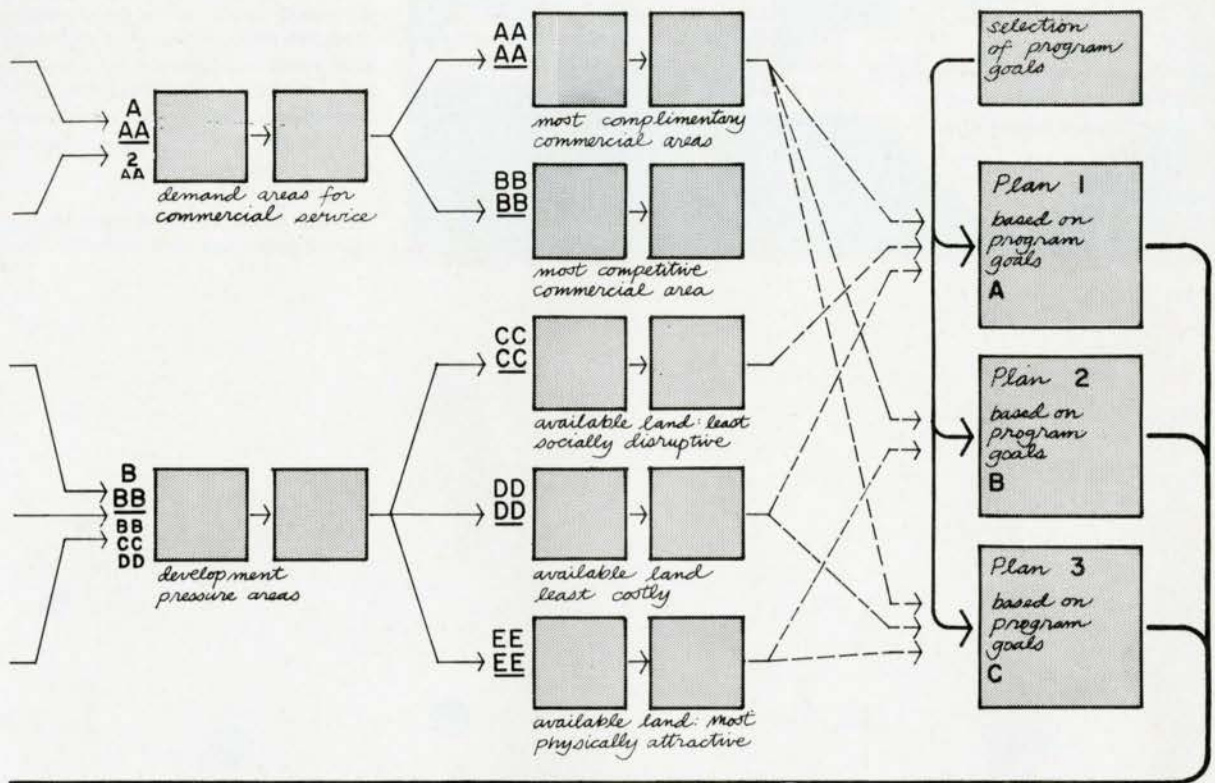 A
AA
2
AA
demand areas for
commercial service
AA
AA
most complimentary
commercial areas
BB
BB
most competitive
commercial area
B
BB
BB
CC
DD
development
pressure areas
CC
CC
available land: least
socially disruptive
DD
DD
available land
least costly
EE
EE
available land: most
physically attractive
selection
of program
goals
Plan 1
based on
program
goals
A
Plan 2
based on
program
goals
B
Plan 3
based on
program
goals
C